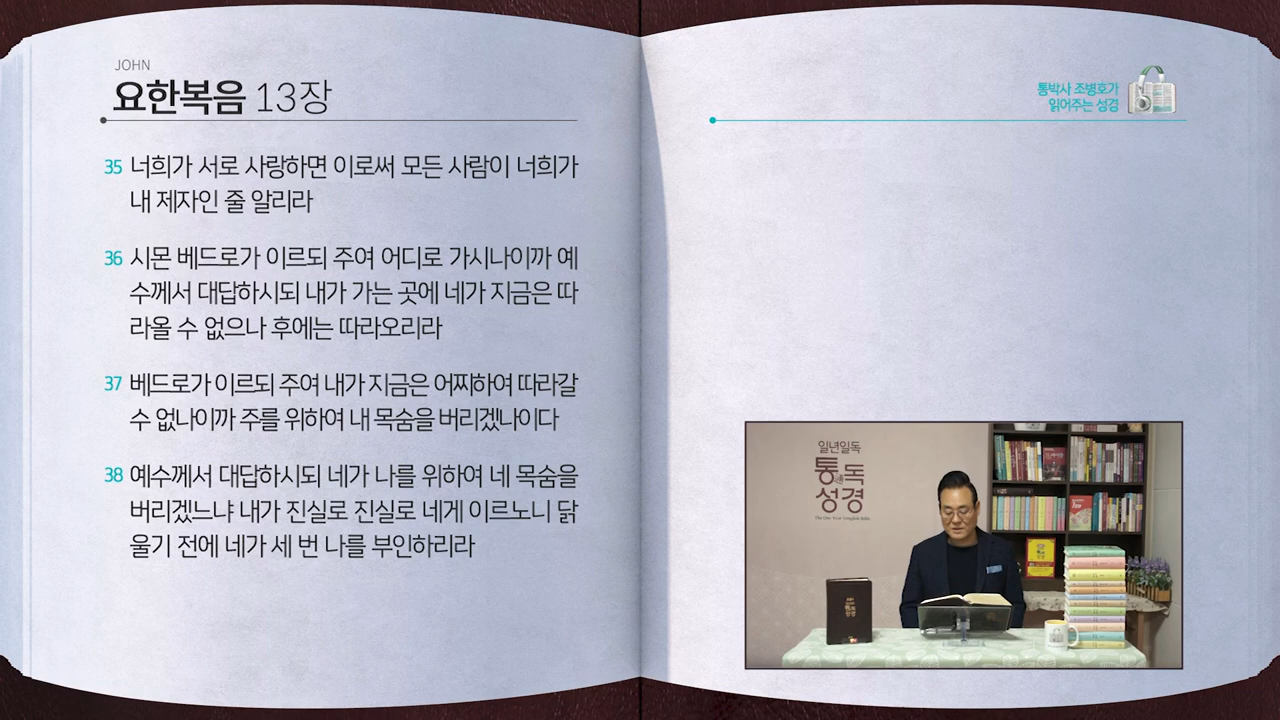 JOHN
요한복음 13장
35 너희가 서로 사랑하면 이로써 모든 사람이 너희가
내 제자인 줄 알리라
36 시몬 베드로가 이르되 주여 어디로 가시나이까 예
수께서 대답하시되 내가 가는 곳에 네가 지금은 따
라올 수 없으나 후에는 따라오리라
37 베드로가 이르되 주여 내가 지금은 어찌하여 따라갈
수 없나이까 주를 위하여 내 목숨을 버리겠나이다
38 예수께서 대답하시되 네가 나를 위하여 네 목숨을
버리겠느냐 내가 진실로 진실로 네게 이르노니 닭
울기 전에 네가 세 번 나를 부인하리라
통박사 조병호가
읽어주는 성경
일년일독
통독
성경
통독
성경